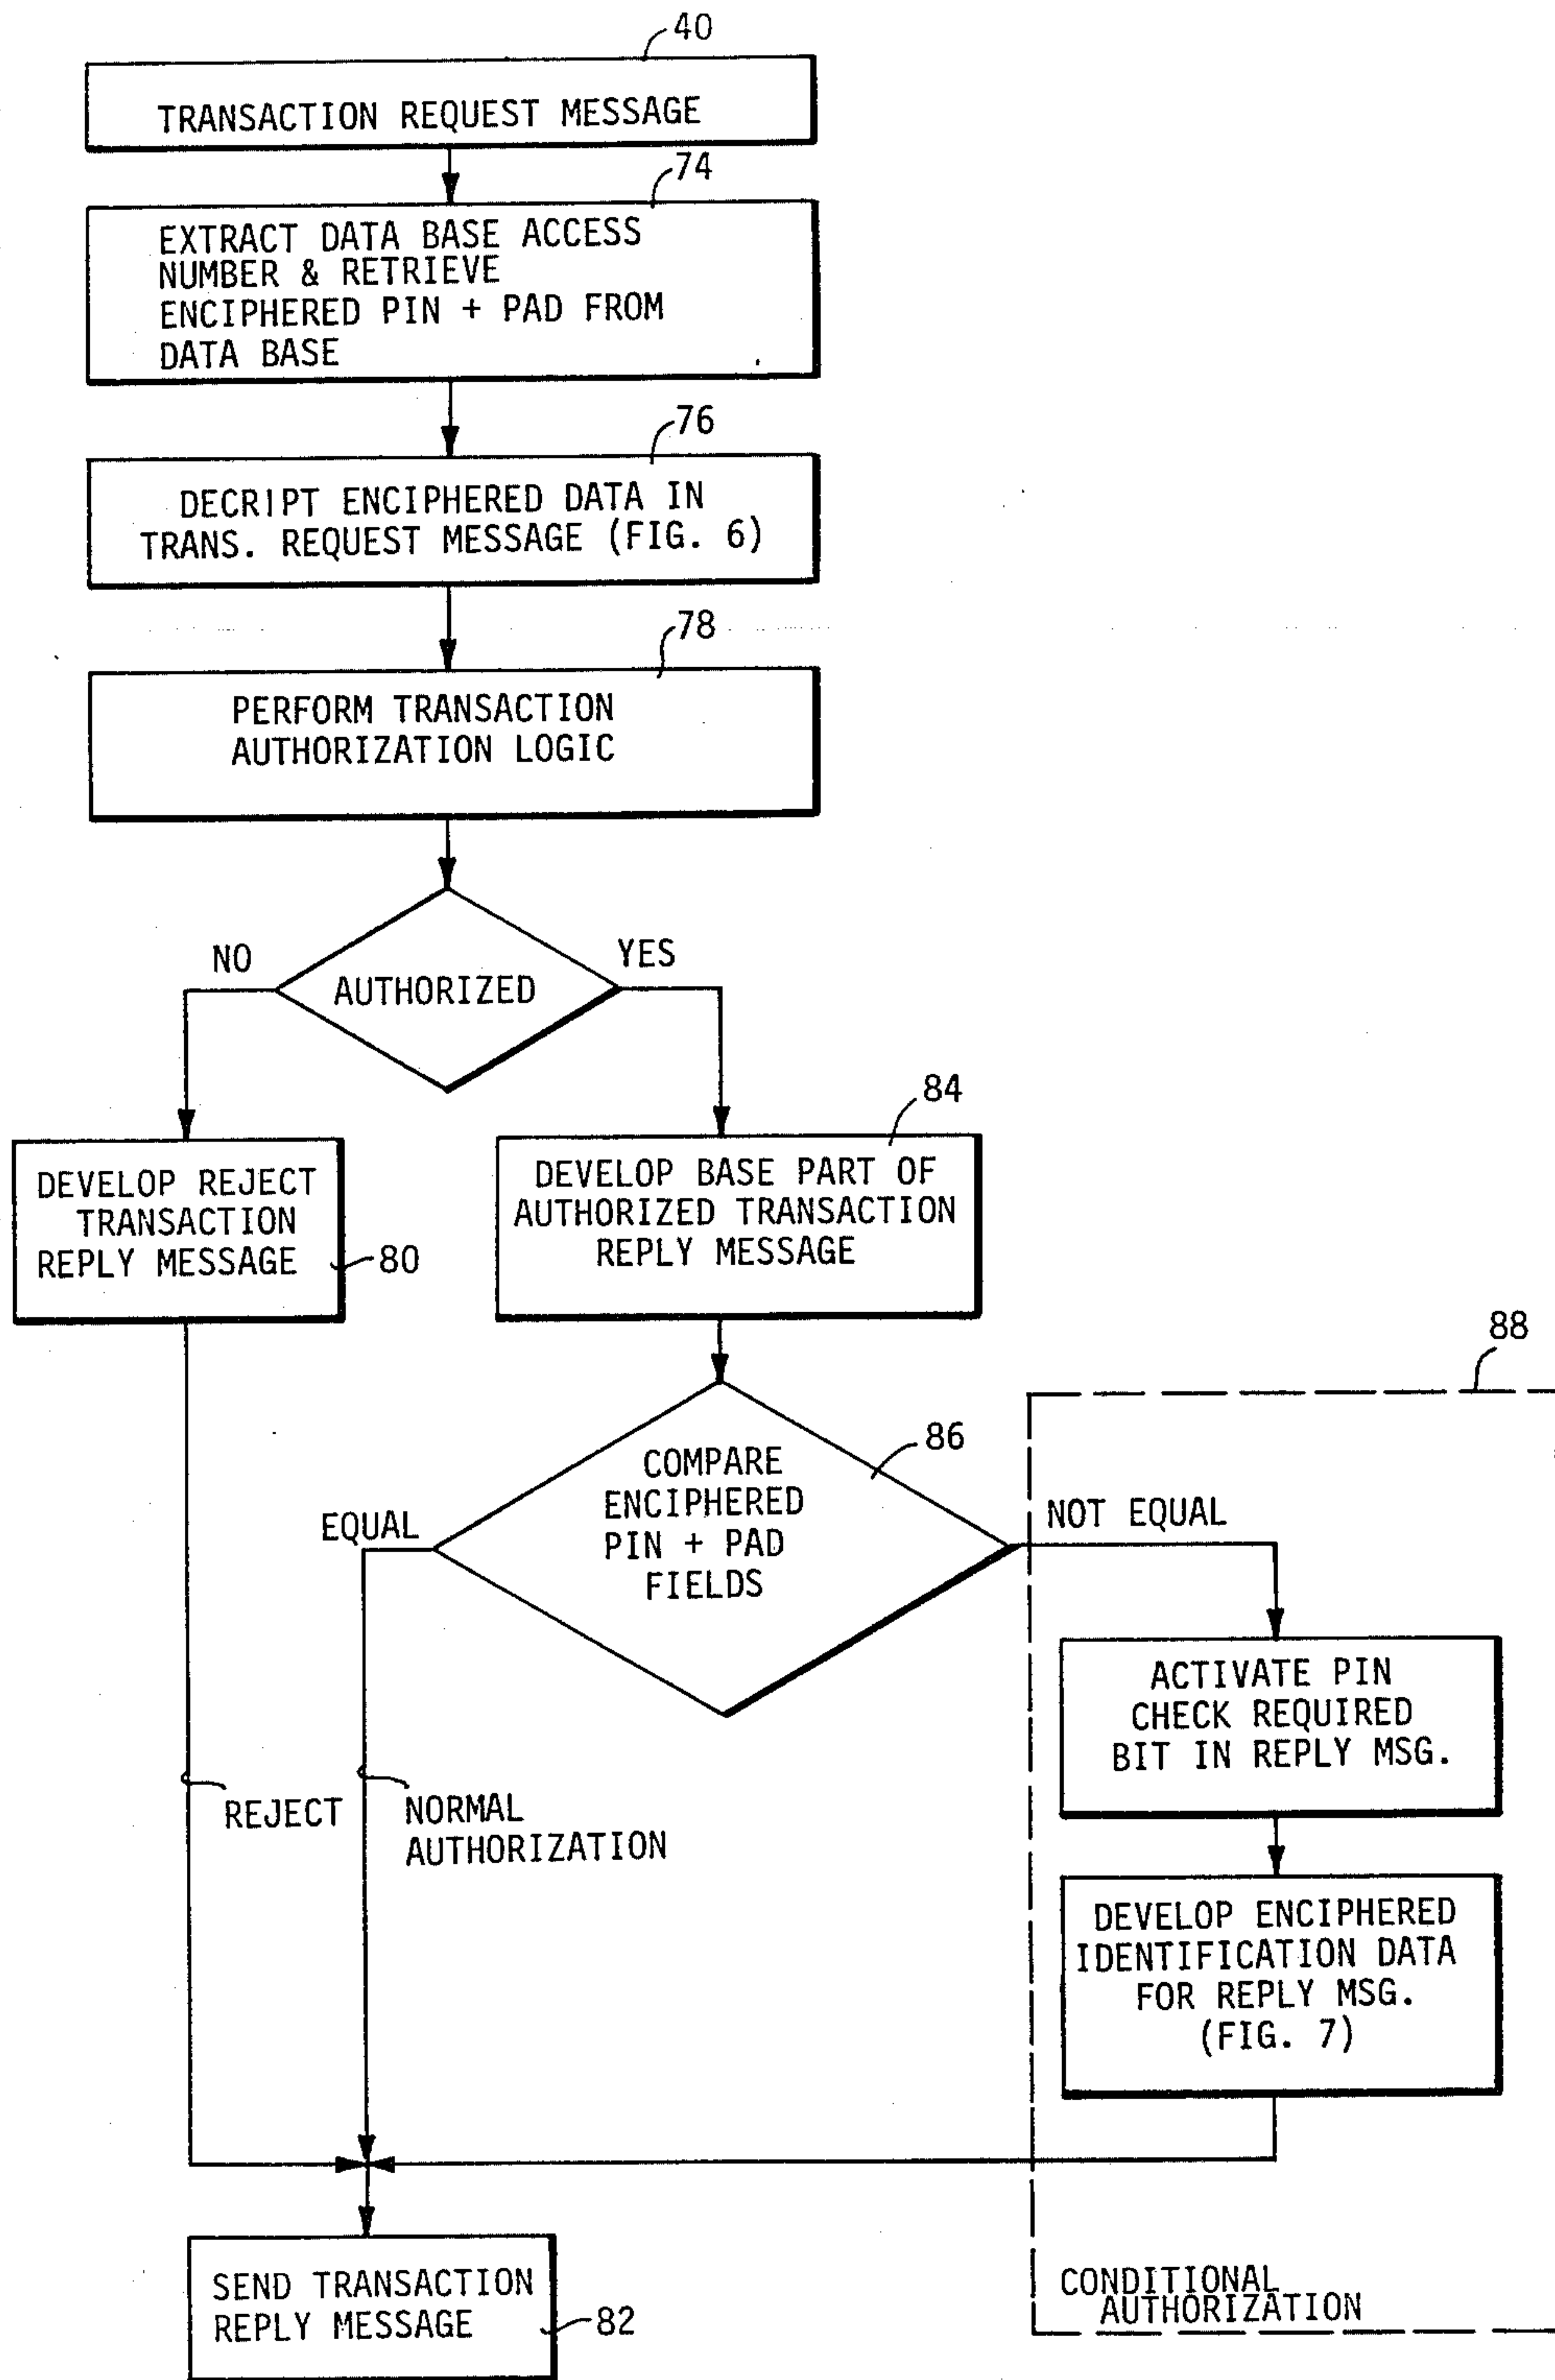 40
TRANSACTION REQUEST MESSAGE
74
EXTRACT DATA BASE ACCESS
NUMBER & RETRIEVE
ENCIPHERED PIN + PAD FROM
DATA BASE
76
DECRIPT ENCIPHERED DATA IN
TRANS. REQUEST MESSAGE (FIG. 6)
78
PERFORM TRANSACTION
AUTHORIZATION LOGIC
NO
YES
AUTHORIZED
84
DEVELOP REJECT
TRANSACTION
REPLY MESSAGE
80
DEVELOP BASE PART OF
AUTHORIZED TRANSACTION
REPLY MESSAGE
88
86
COMPARE
ENCIPHERED
PIN + PAD
FIELDS
EQUAL
NOT EQUAL
ACTIVATE PIN
CHECK REQUIRED
BIT IN REPLY MSG.
REJECT
NORMAL
AUTHORIZATION
DEVELOP ENCIPHERED
IDENTIFICATION DATA
FOR REPLY MSG.
(FIG. 7)
SEND TRANSACTION
REPLY MESSAGE
82
CONDITIONAL
AUTHORIZATION